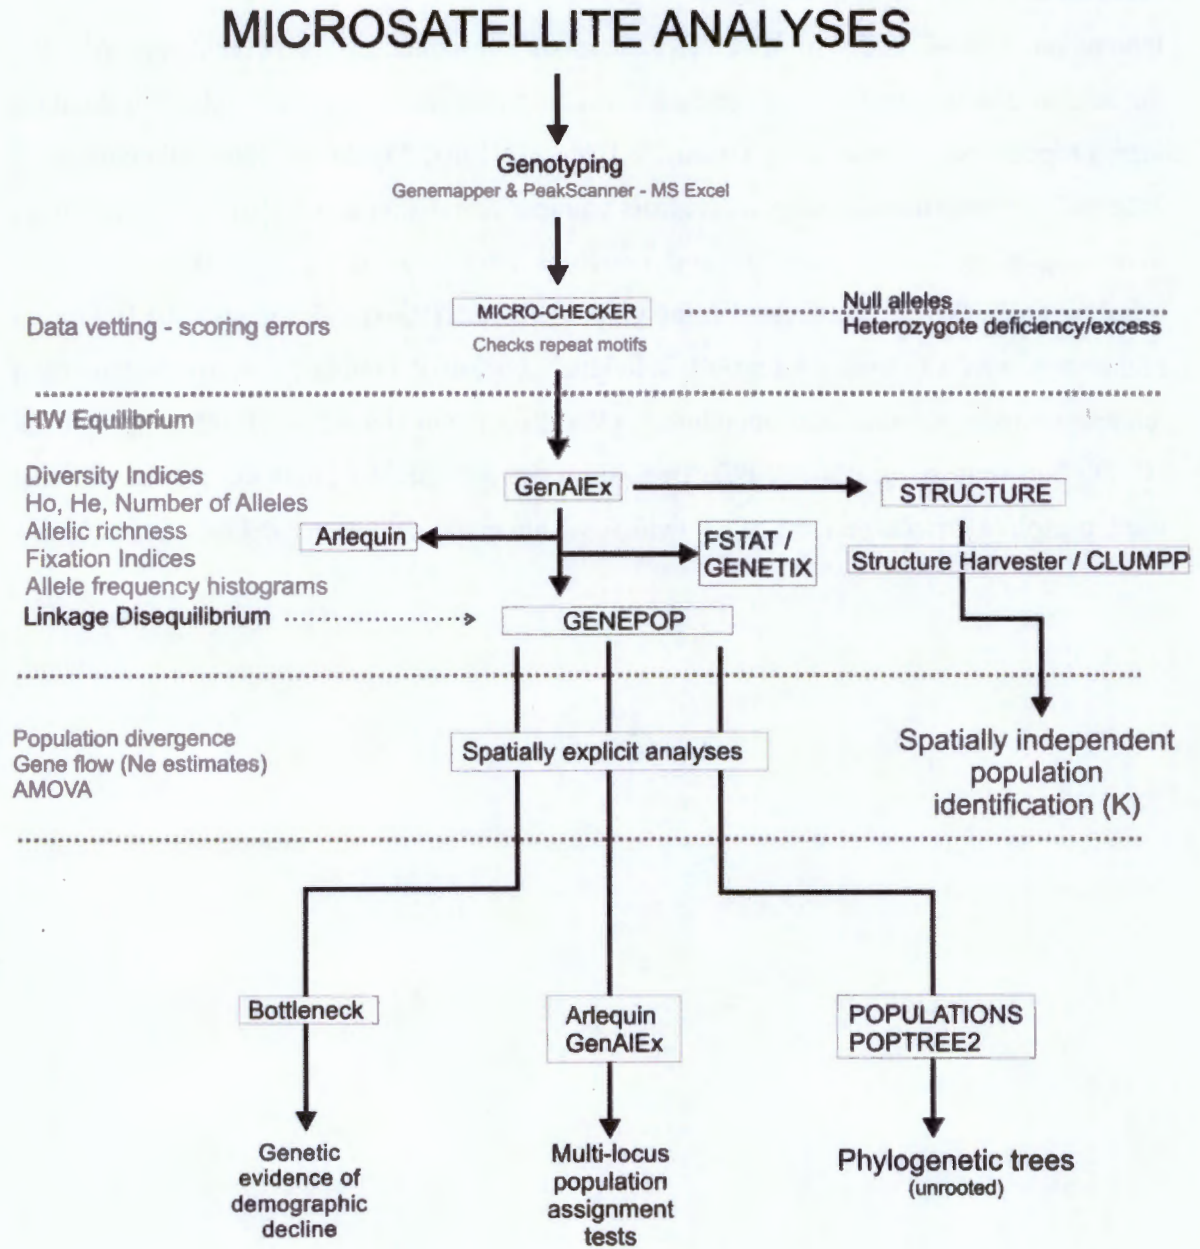 MICROSATELLITE ANALYSES
Genotyping
Genemapper & PeakScanner - MS Excel
Data vetting - scoring errors
MICRO-CHECKER
Checks repeat motifs
Null alleles
Heterozygote deficiency/excess
HW Equilibrium
Diversity Indices
Ho, He, Number of Alleles
Allelic richness
Fixation Indices
Allele frequency histograms
Linkage Disequilibrium
GenAlEx
STRUCTURE
Arlequin
FSTAT /
GENETIX
Structure Harvester / CLUMPP
GENEPOP
Population divergence
Gene flow (Ne estimates)
AMOVA
Spatially explicit analyses
Spatially independent
population
identification (K)
Bottleneck
Arlequin
GenAlEx
POPULATIONS
POPTREE2
Genetic
evidence of
demographic
decline
Multi-locus
population
assignment
tests
Phylogenetic trees
(unrooted)